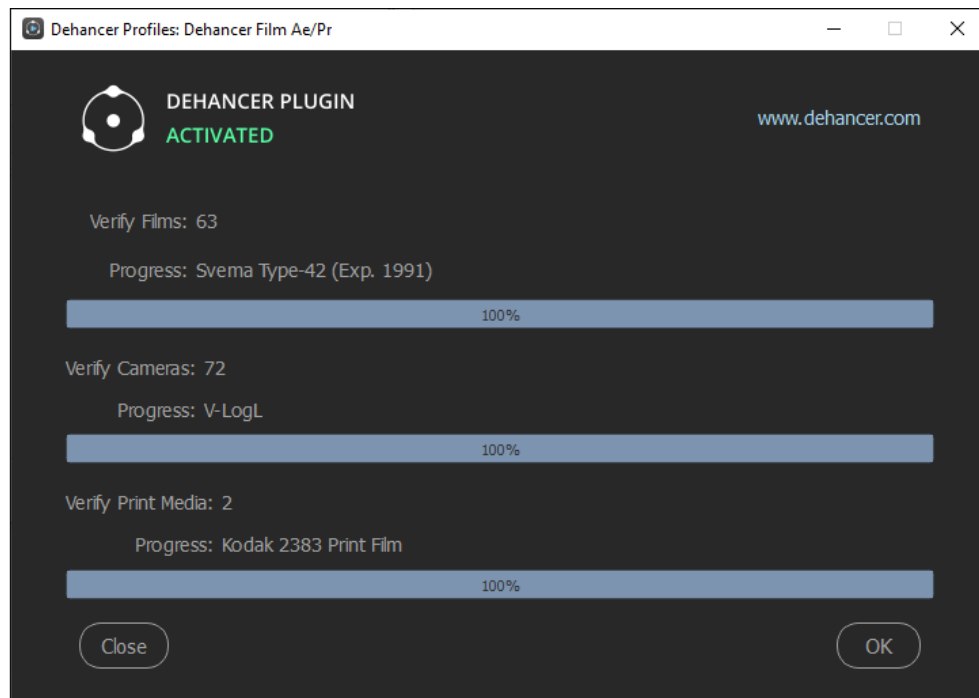 Dehancer Profiles: Dehancer Film Ae/Pr
DEHANCER PLUGIN
ACTIVATED
www.dehancer.com
Verify Films: 63
Progress: Svema Type-42 (Exp. 1991)
100%
Verify Cameras: 72
Progress: V-LogL
100%
Verify Print Media: 2
Progress: Kodak 2383 Print Film
100%
Close
OK